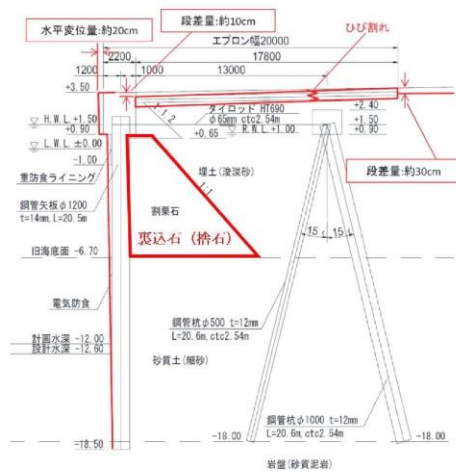 水平変位量:約20cm
段差量:約10cm
エプロン幅20000
ひび割れ
2200
17800
1200
1000
13000
+3.50
1:1.2
タイロッド HT690
φ65mm ctc2.54m
+2.40
H.W.L +1.50
+0.90
+0.65
R.W.L +1.00
+1.50
+0.90
L.W.L ±0.00
-1.00
段差量:約30cm
重防食ライニング
埋土(浚渫砂)
1:1
鋼管矢板φ1200
t=14mm, L=20.5m
割栗石
裏込石(捨石)
15
15
旧海底面 -6.70
電気防食
鋼管杭φ500 t=12mm
L=20.6m, ctc2.54m
計画水深 -12.00
設計水深 -12.60
砂質土(細砂)
鋼管杭φ1000 t=12mm
L=20.6m, ctc2.54m
-18.50
-18.00
-18.00
岩盤(砂質泥岩)